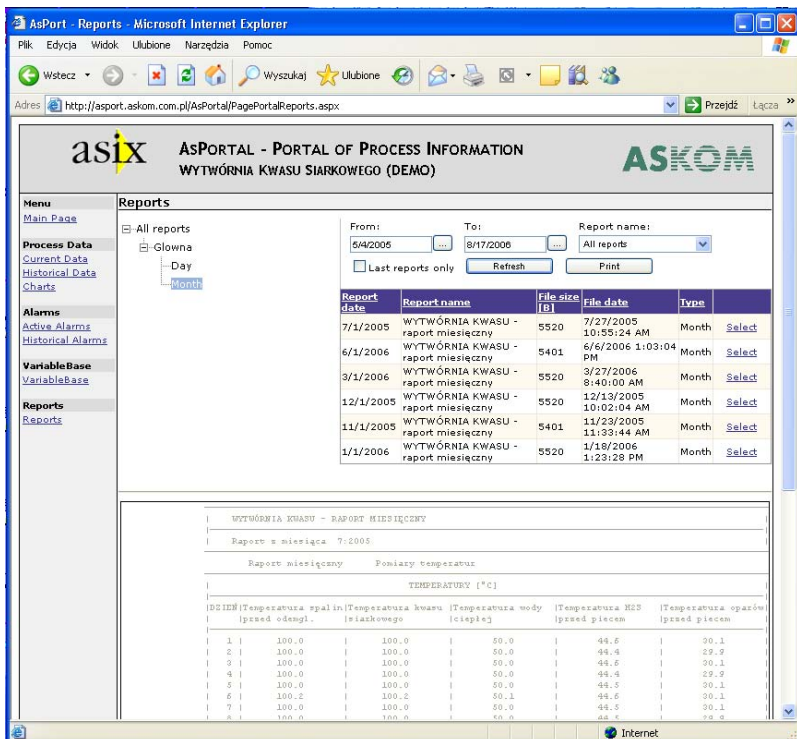 AsPort - Reports - Microsoft Internet Explorer
Plik Edycja Widok Ulubione Narzędzia Pomoc
Wstecz Wyszukaj Ulubione
Adres http://asport.askom.com.pl/AsPortal/PagePortalReports.aspx Przejdź Łącza »
asix ASPORTAL - PORTAL OF PROCESS INFORMATION ASKOM
WYTWÓRNIA KWASU SIARKOWEGO (DEMO)
Menu
Main Page
Process Data
Current Data
Historical Data
Charts
Alarms
Active Alarms
Historical Alarms
VariableBase
VariableBase
Reports
Reports
Reports
All reports
Glowna
Day
Month
From: To: Report name:
5/4/2005 ... 8/17/2006 ... All reports
Last reports only Refresh Print
Report date Report name File size [B] File date Type
7/1/2005 WYTWÓRNIA KWASU - raport miesięczny 5520 7/27/2005 10:55:24 AM Month Select
6/1/2006 WYTWÓRNIA KWASU - raport miesięczny 5401 6/6/2006 1:03:04 PM Month Select
3/1/2006 WYTWÓRNIA KWASU - raport miesięczny 5520 3/27/2006 8:40:00 AM Month Select
12/1/2005 WYTWÓRNIA KWASU - raport miesięczny 5520 12/13/2005 10:02:04 AM Month Select
11/1/2005 WYTWÓRNIA KWASU - raport miesięczny 5401 11/23/2005 11:33:44 AM Month Select
1/1/2006 WYTWÓRNIA KWASU - raport miesięczny 5520 1/18/2006 1:23:28 PM Month Select
WYTWÓRNIA KWASU - RAPORT MIESIĘCZNY
Raport z miesiąca 7:2005
Raport miesięczny Pomiary temperatur
TEMPERATURY [°C]
DZIEŃ|Temperatura spalin|Temperatura kwasu |Temperatura wody |Temperatura H2S |Temperatura oparów|
|przed odemgl. |siarkowego |ciepłej |przed piecem |przed piecem
1 | 100.0 | 100.0 | 50.0 | 44.6 | 30.1
2 | 100.0 | 100.0 | 50.0 | 44.4 | 29.9
3 | 100.0 | 100.0 | 50.0 | 44.6 | 30.1
4 | 100.0 | 100.0 | 50.0 | 44.4 | 29.9
5 | 100.0 | 100.0 | 50.0 | 44.5 | 30.1
6 | 100.2 | 100.2 | 50.1 | 44.6 | 30.1
7 | 100.0 | 100.0 | 50.0 | 44.5 | 30.1
8 | 100.0 | 100.0 | 50.0 | 44.5 | 29.9
Internet